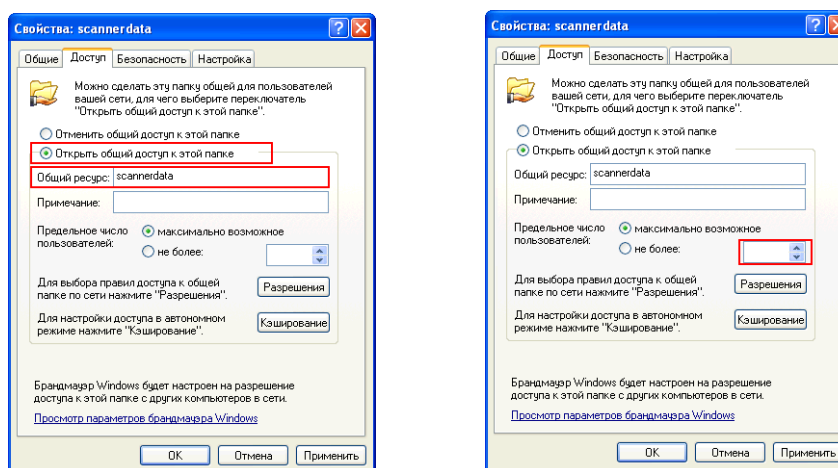 Свойства: scannerdata
Общие Доступ Безопасность Настройка
Можно сделать эту папку общей для пользователей
вашей сети, для чего выберите переключатель
"Открыть общий доступ к этой папке".
Отменить общий доступ к этой папке
Открыть общий доступ к этой папке
Общий ресурс: scannerdata
Примечание:
Предельное число
пользователей:
максимально возможное
не более:
Для выбора правил доступа к общей
папке по сети нажмите "Разрешения".
Разрешения
Для настройки доступа в автономном
режиме нажмите "Кэширование".
Кэширование
Брандмауэр Windows будет настроен на разрешение
доступа к этой папке с других компьютеров в сети.
Просмотр параметров брандмауэра Windows
OK Отмена Применить
Свойства: scannerdata
Общие Доступ Безопасность Настройка
Можно сделать эту папку общей для пользователей
вашей сети, для чего выберите переключатель
"Открыть общий доступ к этой папке".
Отменить общий доступ к этой папке
Открыть общий доступ к этой папке
Общий ресурс: scannerdata
Примечание:
Предельное число
пользователей:
максимально возможное
не более:
Для выбора правил доступа к общей
папке по сети нажмите "Разрешения".
Разрешения
Для настройки доступа в автономном
режиме нажмите "Кэширование".
Кэширование
Брандмауэр Windows будет настроен на разрешение
доступа к этой папке с других компьютеров в сети.
Просмотр параметров брандмауэра Windows
OK Отмена Применить